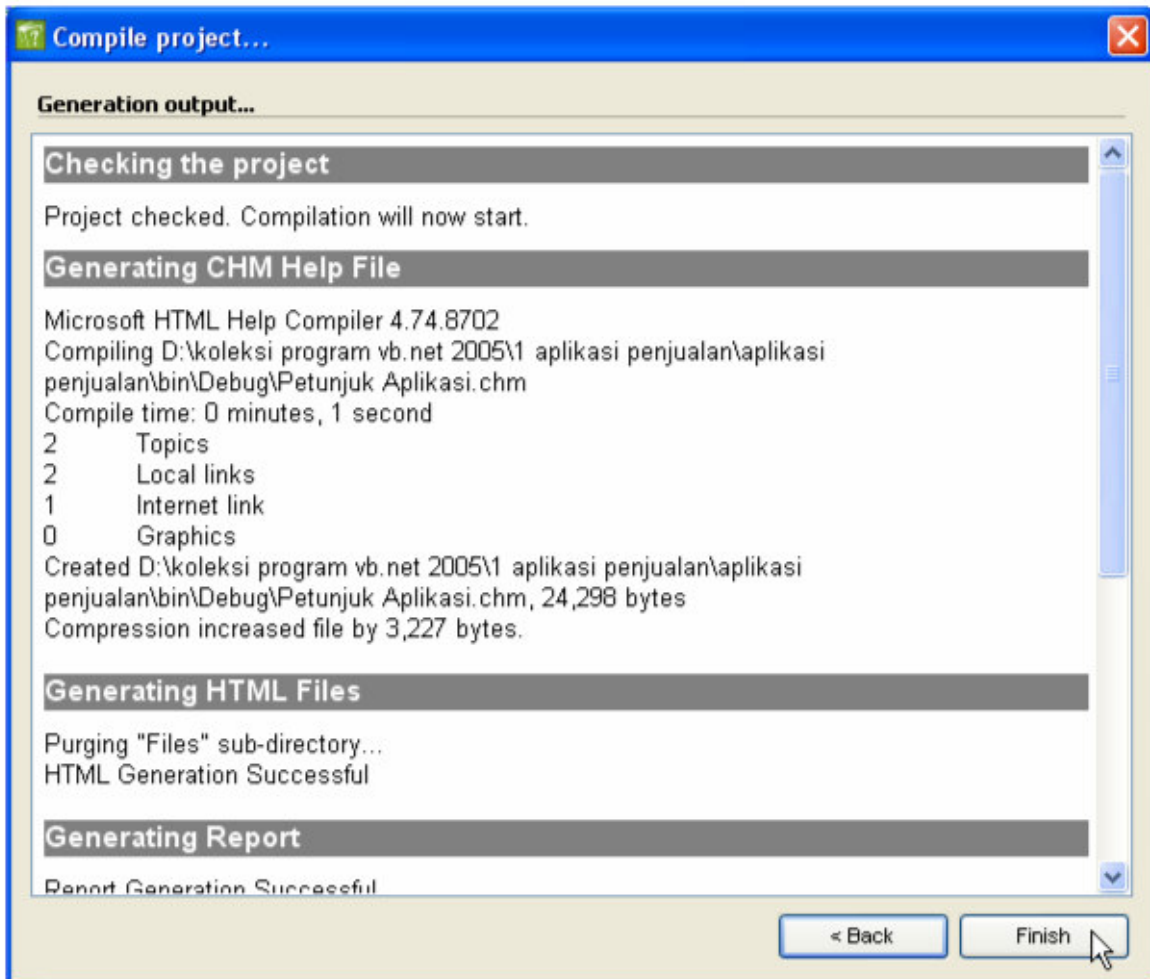 Compile project...
Generation output...
Checking the project
Project checked. Compilation will now start.
Generating CHM Help File
Microsoft HTML Help Compiler 4.74.8702
Compiling D:\koleksi program vb.net 2005\1 aplikasi penjualan\aplikasi
penjualan\bin\Debug\Petunjuk Aplikasi.chm
Compile time: 0 minutes, 1 second
2 Topics
2 Local links
1 Internet link
0 Graphics
Created D:\koleksi program vb.net 2005\1 aplikasi penjualan\aplikasi
penjualan\bin\Debug\Petunjuk Aplikasi.chm, 24,298 bytes
Compression increased file by 3,227 bytes.
Generating HTML Files
Purging "Files" sub-directory...
HTML Generation Successful
Generating Report
Report Generation Successful
< Back Finish